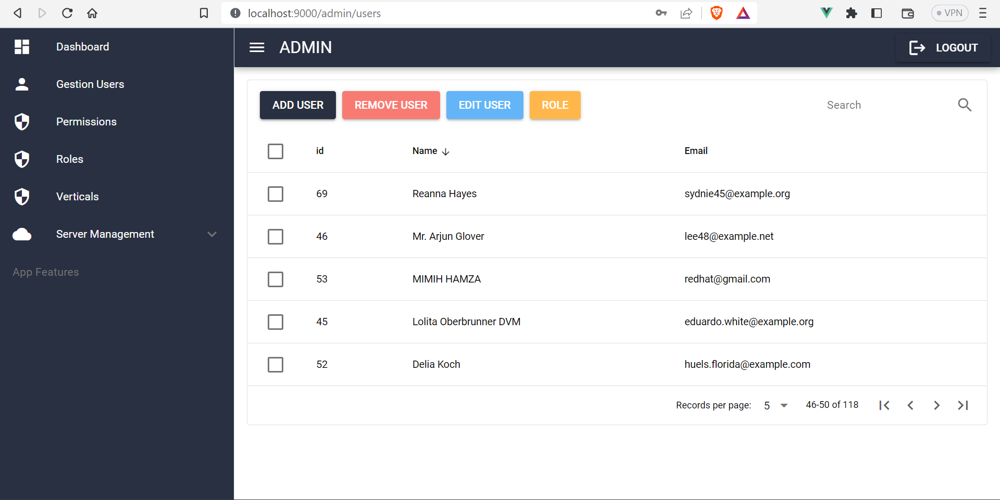 localhost:9000/admin/users
VPN
Dashboard
Gestion Users
Permissions
Roles
Verticals
Server Management
App Features
ADMIN
LOGOUT
ADD USER REMOVE USER EDIT USER ROLE
Search
id Name Email
69 Reanna Hayes sydnie45@example.org
46 Mr. Arjun Glover lee48@example.net
53 MIMIH HAMZA redhat@gmail.com
45 Lolita Oberbrunner DVM eduardo.white@example.org
52 Delia Koch huels.florida@example.com
Records per page: 5 46-50 of 118